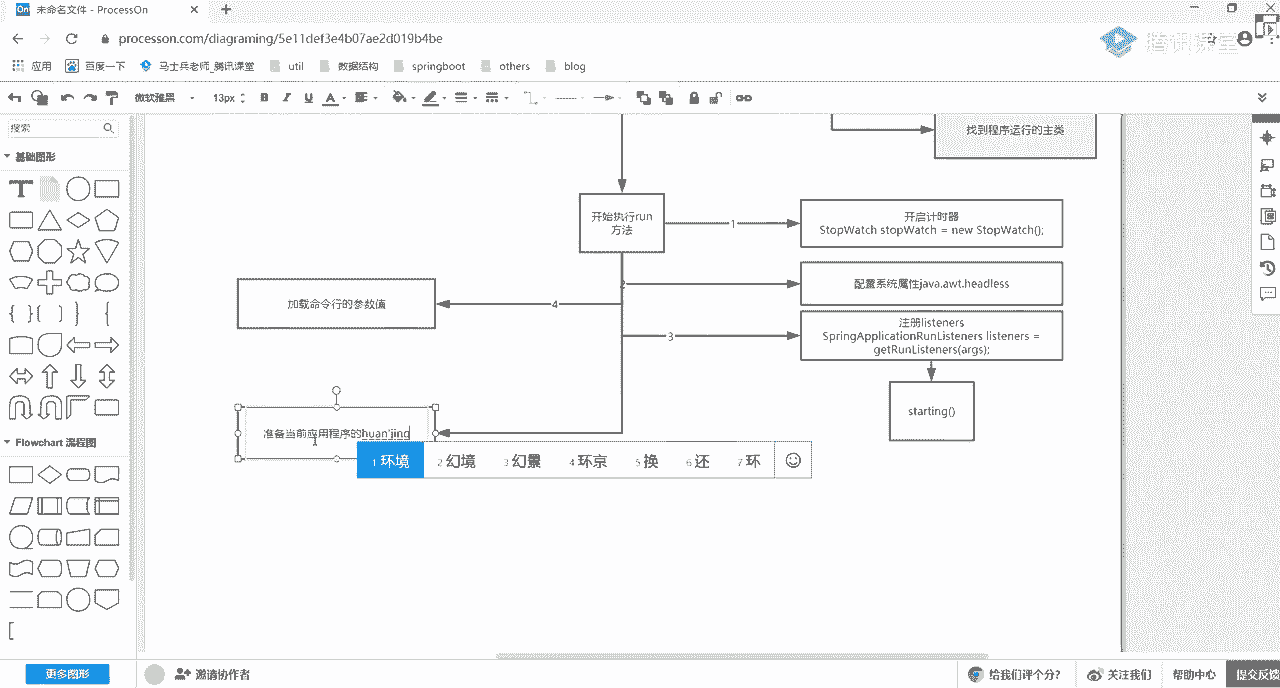 未命名文件 - ProcessOn
processon.com/diagraming/5e11def3e4b07ae2d019b4be
腾讯课堂
应用 百度一下 马士兵老师_腾讯课堂 util 数据结构 springboot others blog
微软雅黑 13px B I U A
搜索
基础图形
Flowchart 流程图
更多图形
找到程序运行的主类
开始执行run
方法
1
开启计时器
StopWatch stopWatch = new StopWatch();
2
配置系统属性java.awt.headless
加载命令行的参数值
4
3
注册listeners
SpringApplicationRunListeners listeners =
getRunListeners(args);
starting()
准备当前应用程序的huan'jing
1 环境 2 幻境 3 幻景 4 环京 5 换 6 还 7 环
邀请协作者
给我们评个分? 关注我们 帮助中心 提交反馈